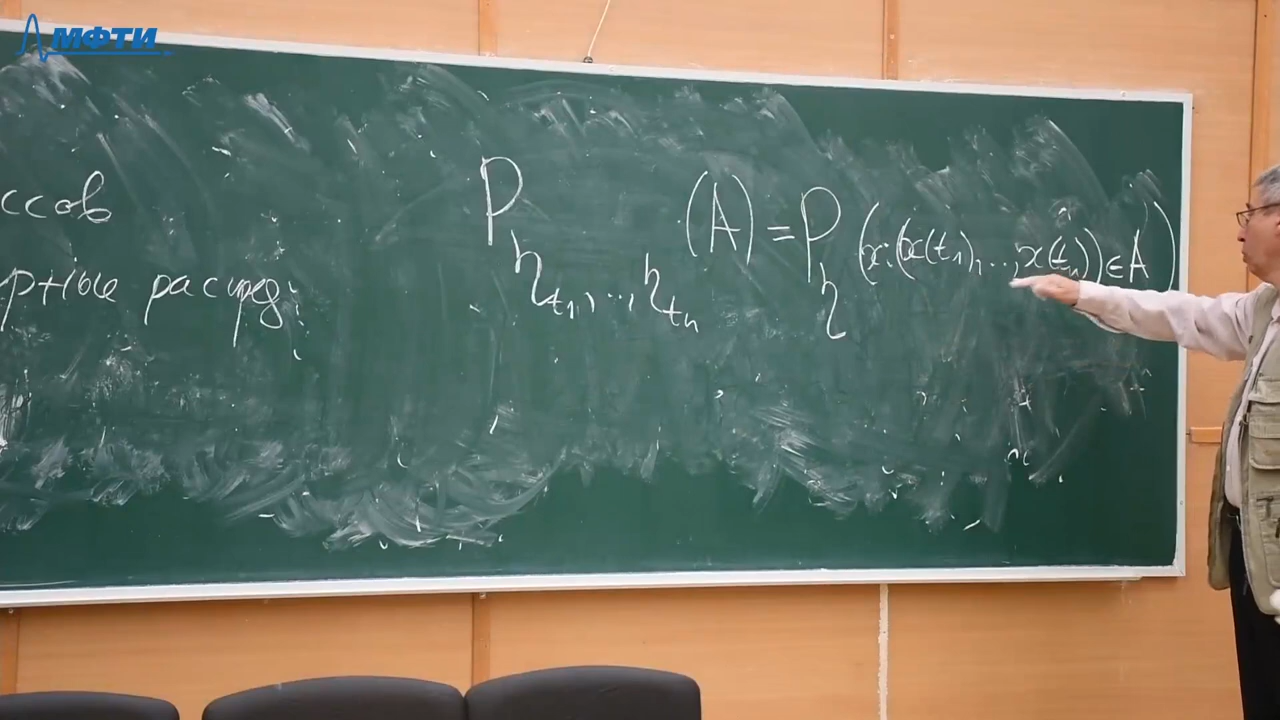 МФТИ
ссов
рные распред:
P_{η_{t_1},...,η_{t_n}} (A) = P_η (x: (x(t_1), ..., x(t_n)) ∈ A)